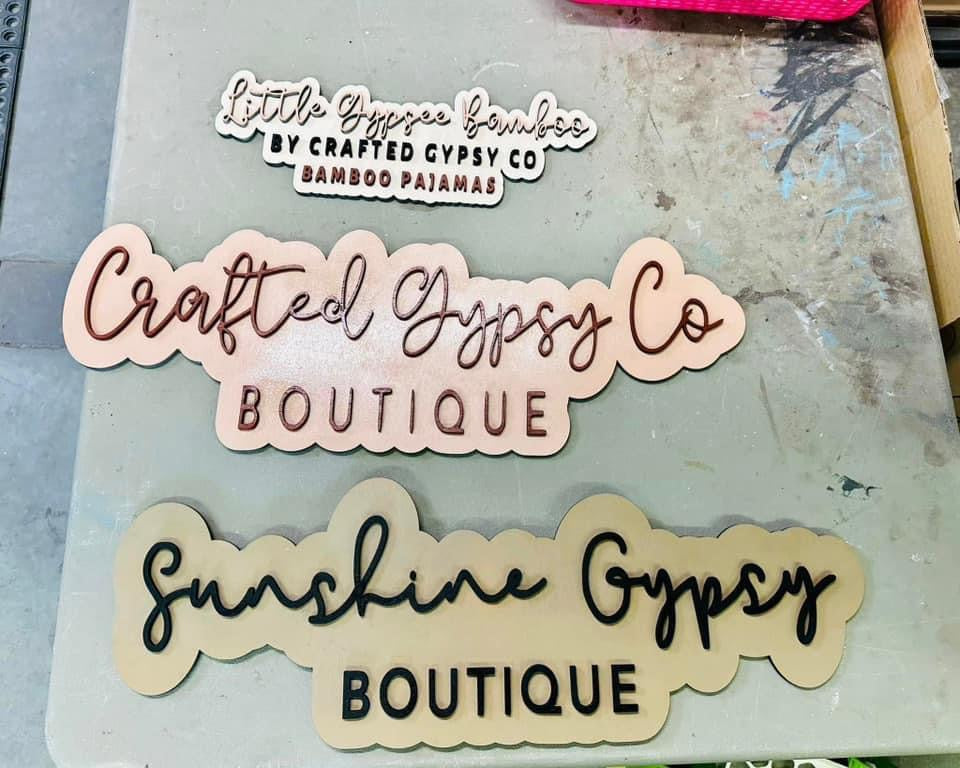 Little Gypsee Bamboo
BY CRAFTED GYPSY CO
BAMBOO PAJAMAS
Crafted Gypsy Co
BOUTIQUE
Sunshine Gypsy
BOUTIQUE